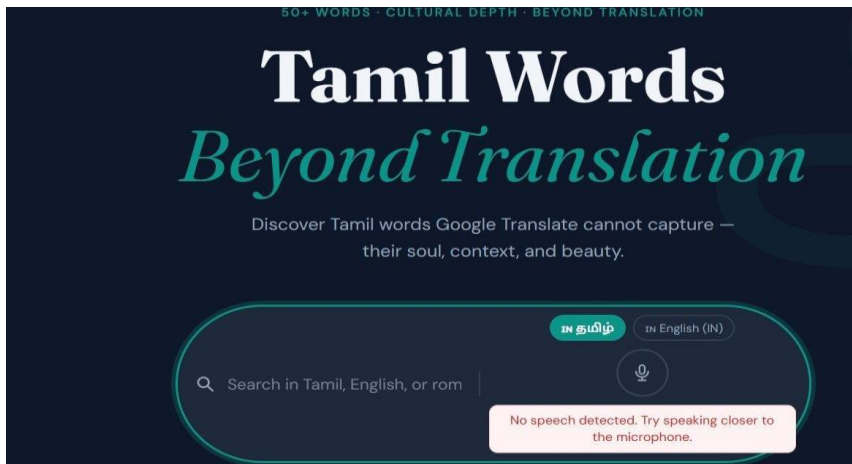 50+ WORDS · CULTURAL DEPTH · BEYOND TRANSLATION
Tamil Words
Beyond Translation
Discover Tamil words Google Translate cannot capture —
their soul, context, and beauty.
IN தமிழ் IN English (IN)
Search in Tamil, English, or rom
No speech detected. Try speaking closer to
the microphone.